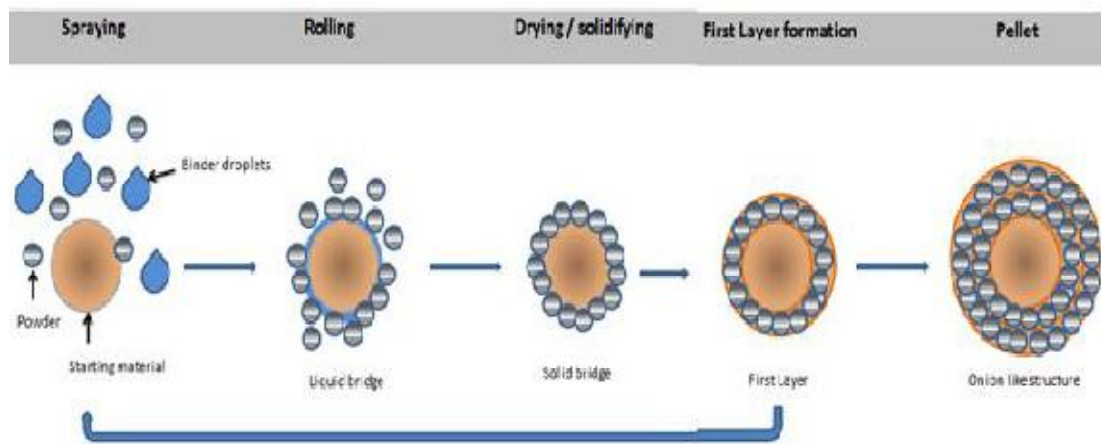 Spraying
Rolling
Drying / solidifying
First Layer formation
Pellet
Binder droplets
Powder
Starting material
Liquid bridge
Solid bridge
First Layer
Onion like structure